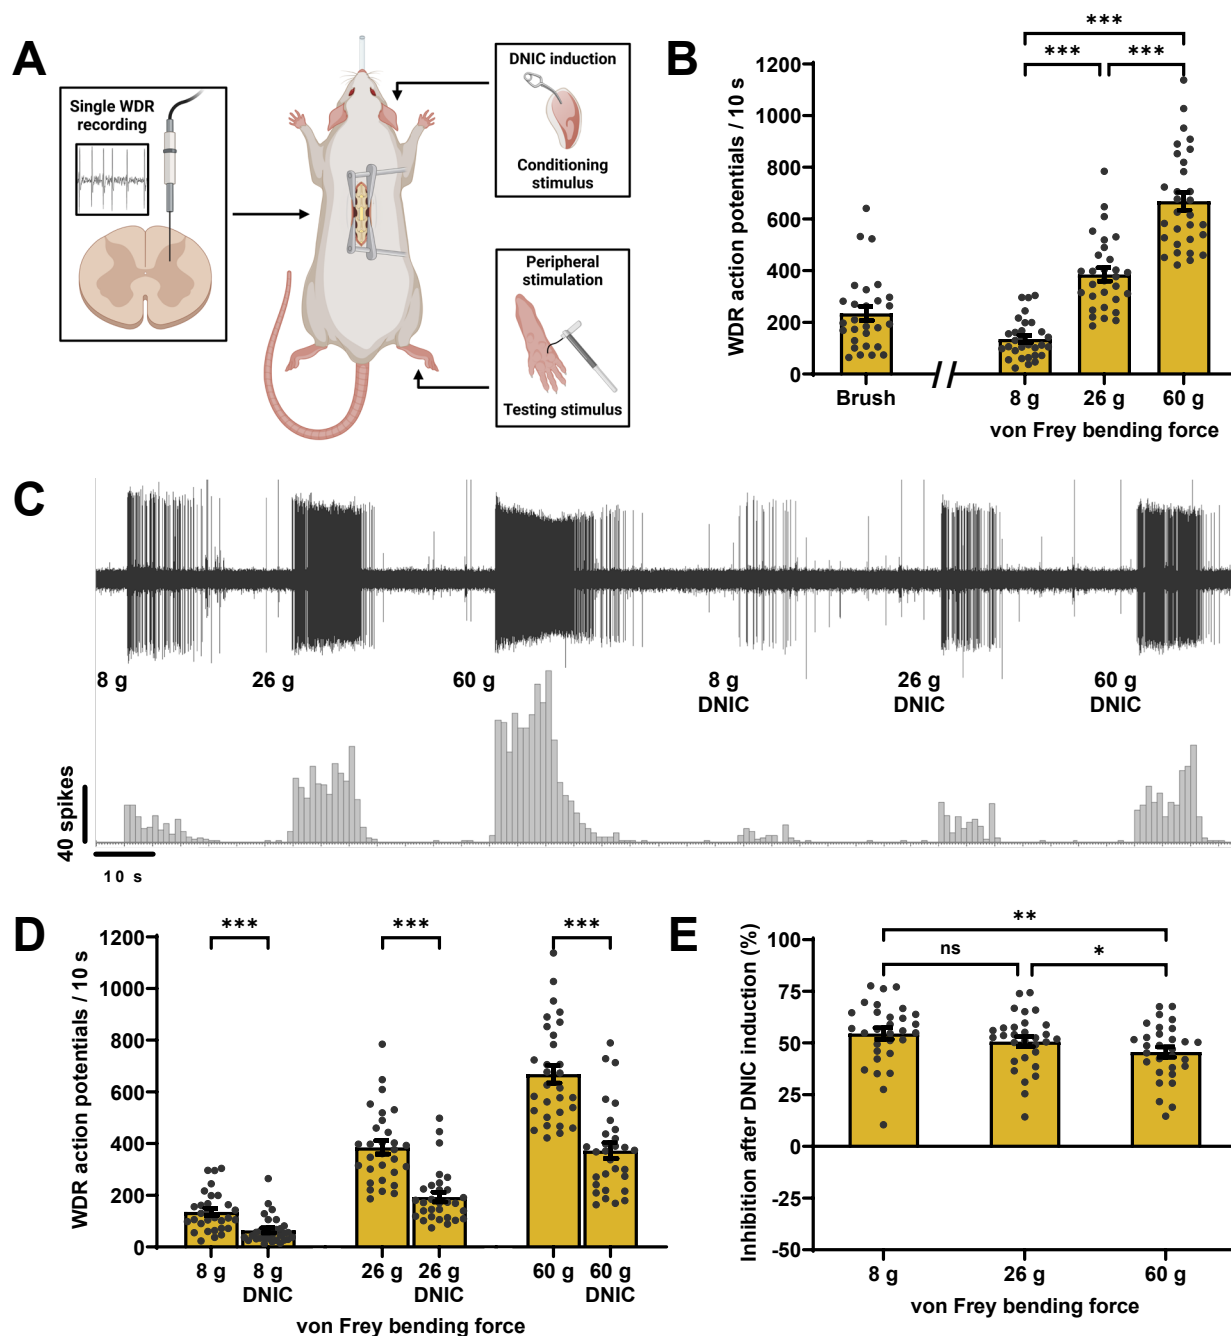 A
Single WDR
recording
DNIC induction
Conditioning
stimulus
Peripheral
stimulation
Testing stimulus
B
WDR action potentials / 10 s
1200
1000
800
600
400
200
0
***
*** ***
Brush
8 g 26 g 60 g
von Frey bending force
C
8 g 26 g 60 g 8 g 26 g 60 g
DNIC DNIC DNIC
40 spikes
10 s
D
WDR action potentials / 10 s
1200
1000
800
600
400
200
0
*** *** ***
8 g 8 g 26 g 26 g 60 g 60 g
DNIC DNIC DNIC
von Frey bending force
E
Inhibition after DNIC induction (%)
100
75
50
25
0
-25
-50
**
ns *
8 g 26 g 60 g
von Frey bending force